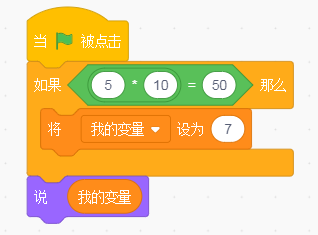 当 被点击
如果 5 * 10 = 50 那么
将 我的变量 设为 7
说 我的变量